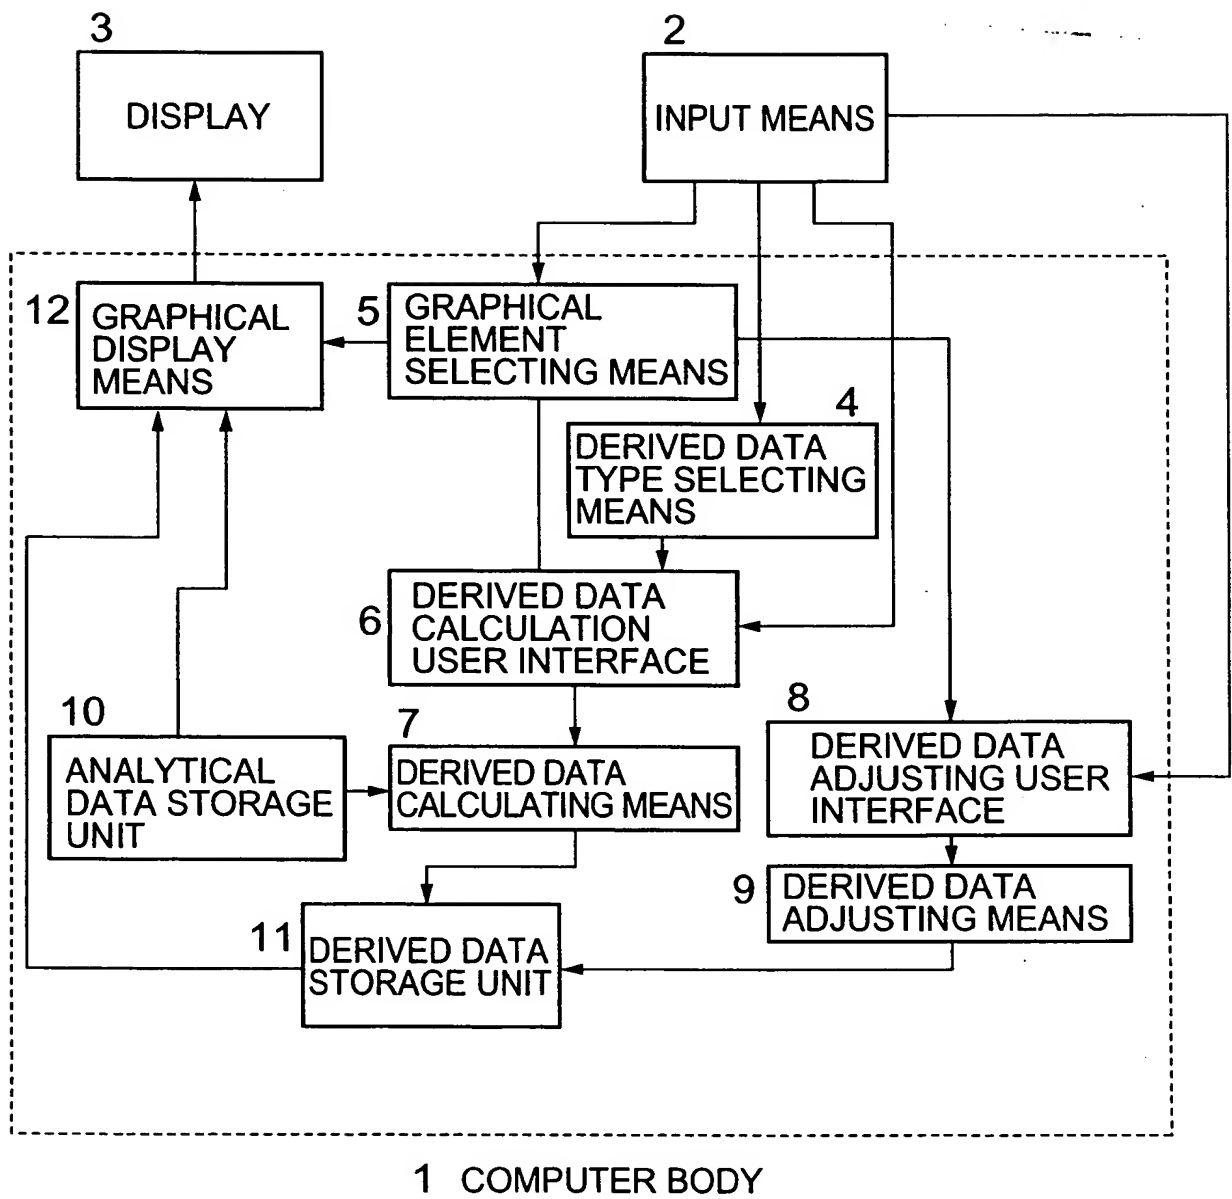 3
DISPLAY
2
INPUT MEANS
12
GRAPHICAL
DISPLAY
MEANS
5
GRAPHICAL
ELEMENT
SELECTING MEANS
4
DERIVED DATA
TYPE SELECTING
MEANS
6
DERIVED DATA
CALCULATION
USER INTERFACE
10
ANALYTICAL
DATA STORAGE
UNIT
7
DERIVED DATA
CALCULATING MEANS
8
DERIVED DATA
ADJUSTING USER
INTERFACE
9
DERIVED DATA
ADJUSTING MEANS
11
DERIVED DATA
STORAGE UNIT
1 COMPUTER BODY